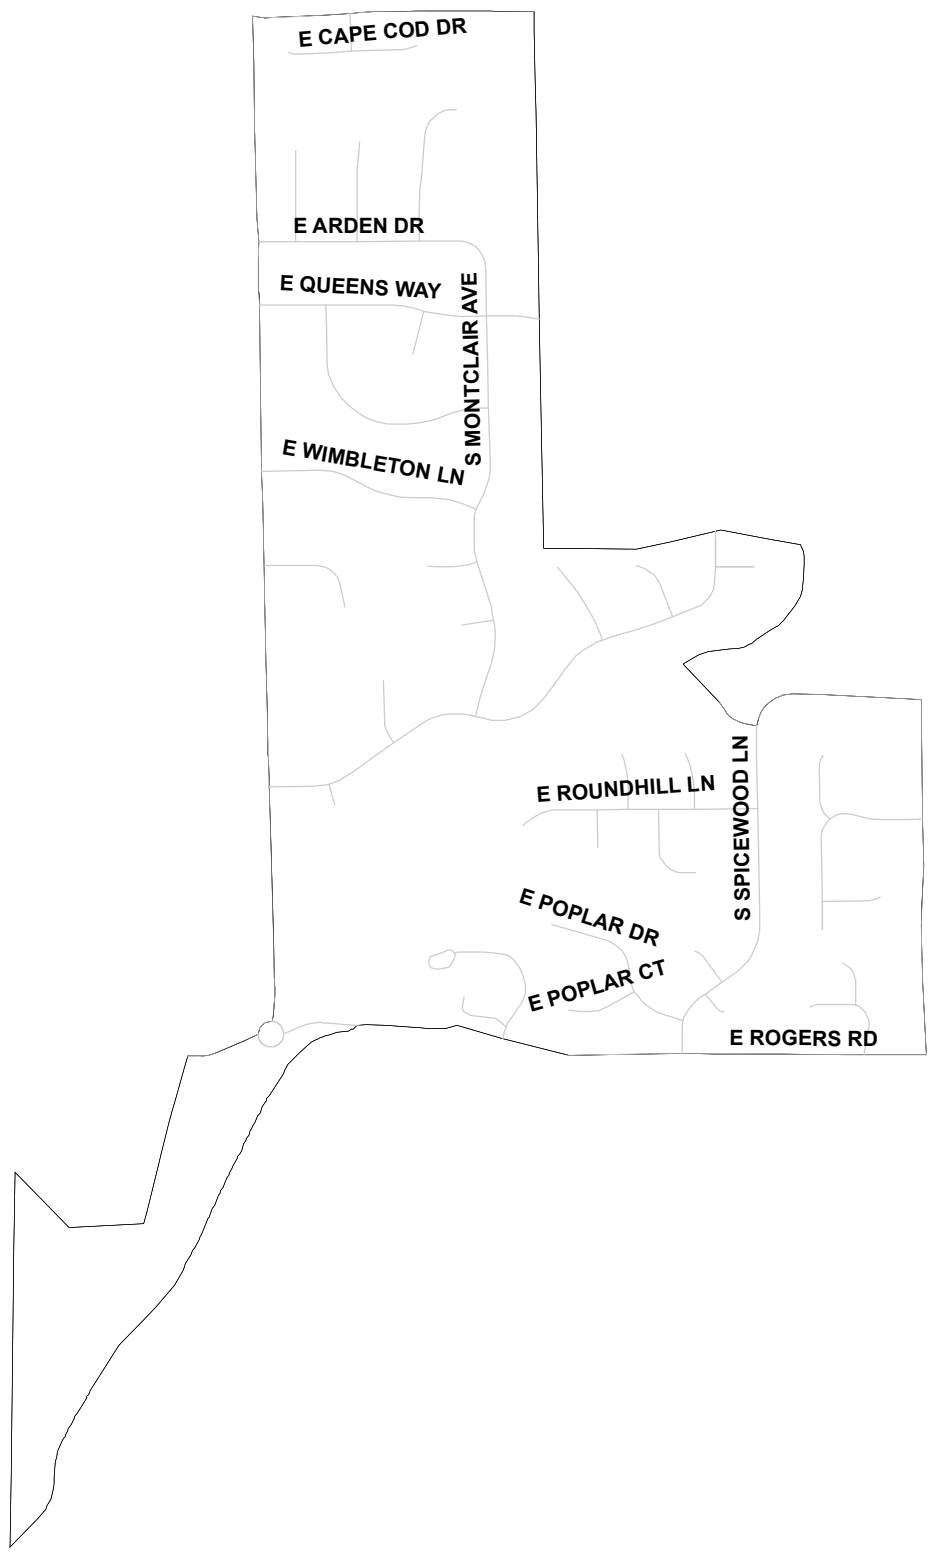 E CAPE COD DR
E ARDEN DR
E QUEENS WAY
S MONTCLAIR AVE
E WIMBLETON LN
E ROUNDHILL LN
S SPICEWOOD LN
E POPLAR DR
E POPLAR CT
E ROGERS RD